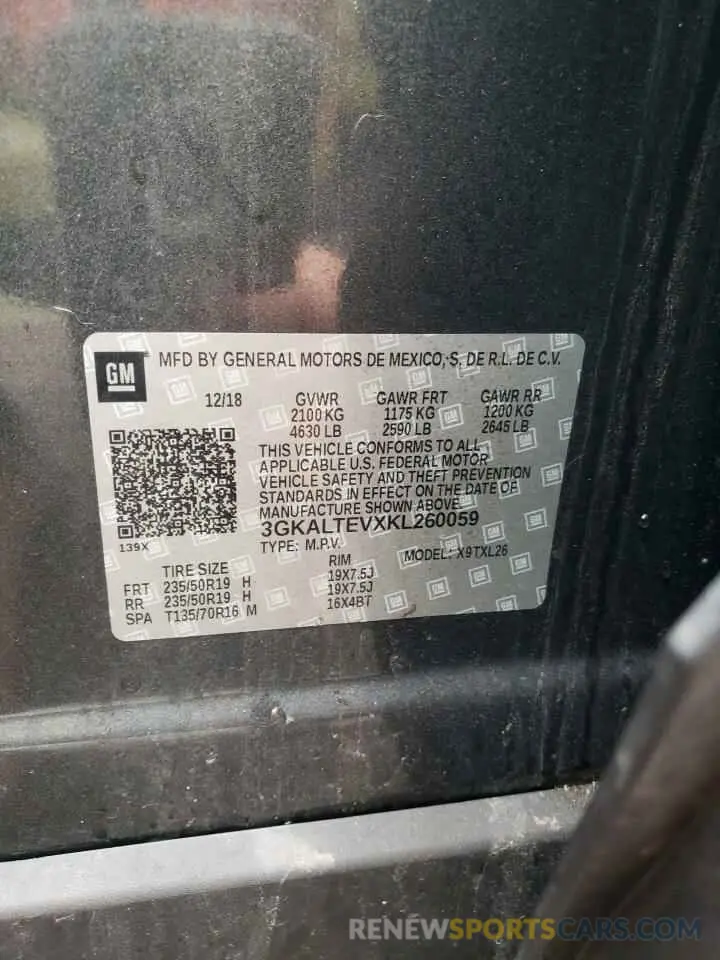 GM MFD BY GENERAL MOTORS DE MEXICO, S. DE R.L. DE C.V.
12/18 GVWR GAWR FRT GAWR RR
2100 KG 1175 KG 1200 KG
4630 LB 2590 LB 2645 LB
THIS VEHICLE CONFORMS TO ALL
APPLICABLE U.S. FEDERAL MOTOR
VEHICLE SAFETY AND THEFT PREVENTION
STANDARDS IN EFFECT ON THE DATE OF
MANUFACTURE SHOWN ABOVE.
3GKALTEVXKL260059
139X TYPE: M.P.V. MODEL: X9TXL26
TIRE SIZE RIM
FRT 235/50R19 H 19X7.5J
RR 235/50R19 H 19X7.5J
SPA T135/70R16 M 16X4BT
RENEWSPORTSCARS.COM